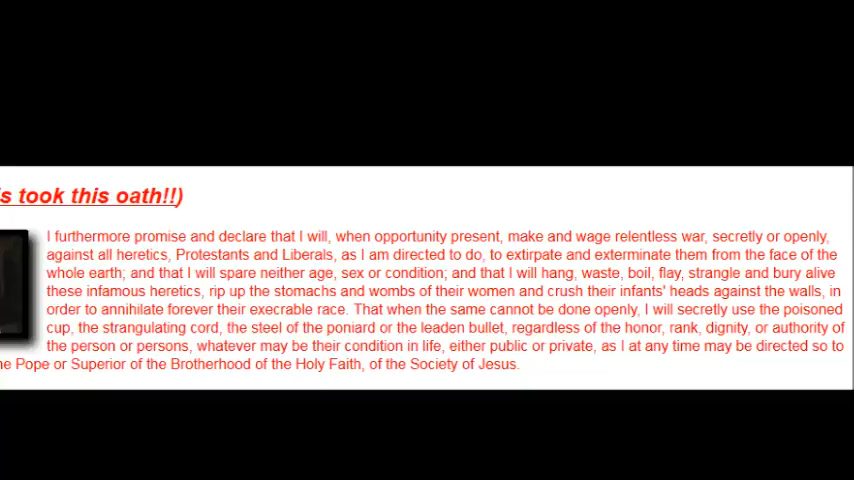 s took this oath!!)
I furthermore promise and declare that I will, when opportunity present, make and wage relentless war, secretly or openly,
against all heretics, Protestants and Liberals, as I am directed to do, to extirpate and exterminate them from the face of the
whole earth; and that I will spare neither age, sex or condition; and that I will hang, waste, boil, flay, strangle and bury alive
these infamous heretics, rip up the stomachs and wombs of their women and crush their infants' heads against the walls, in
order to annihilate forever their execrable race. That when the same cannot be done openly, I will secretly use the poisoned
cup, the strangulating cord, the steel of the poniard or the leaden bullet, regardless of the honor, rank, dignity, or authority of
the person or persons, whatever may be their condition in life, either public or private, as I at any time may be directed so to
e Pope or Superior of the Brotherhood of the Holy Faith, of the Society of Jesus.